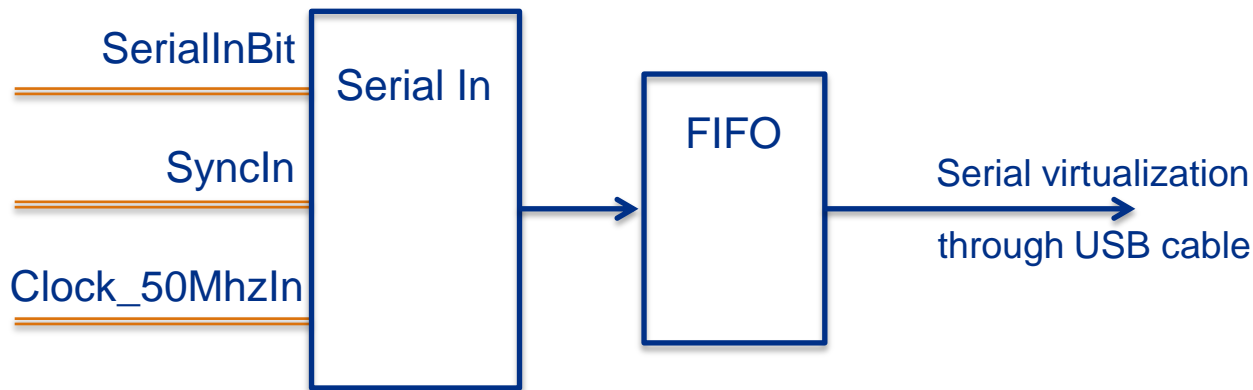 SerialInBit
Serial In
FIFO
SyncIn
Serial virtualization
through USB cable
Clock_50MhzIn